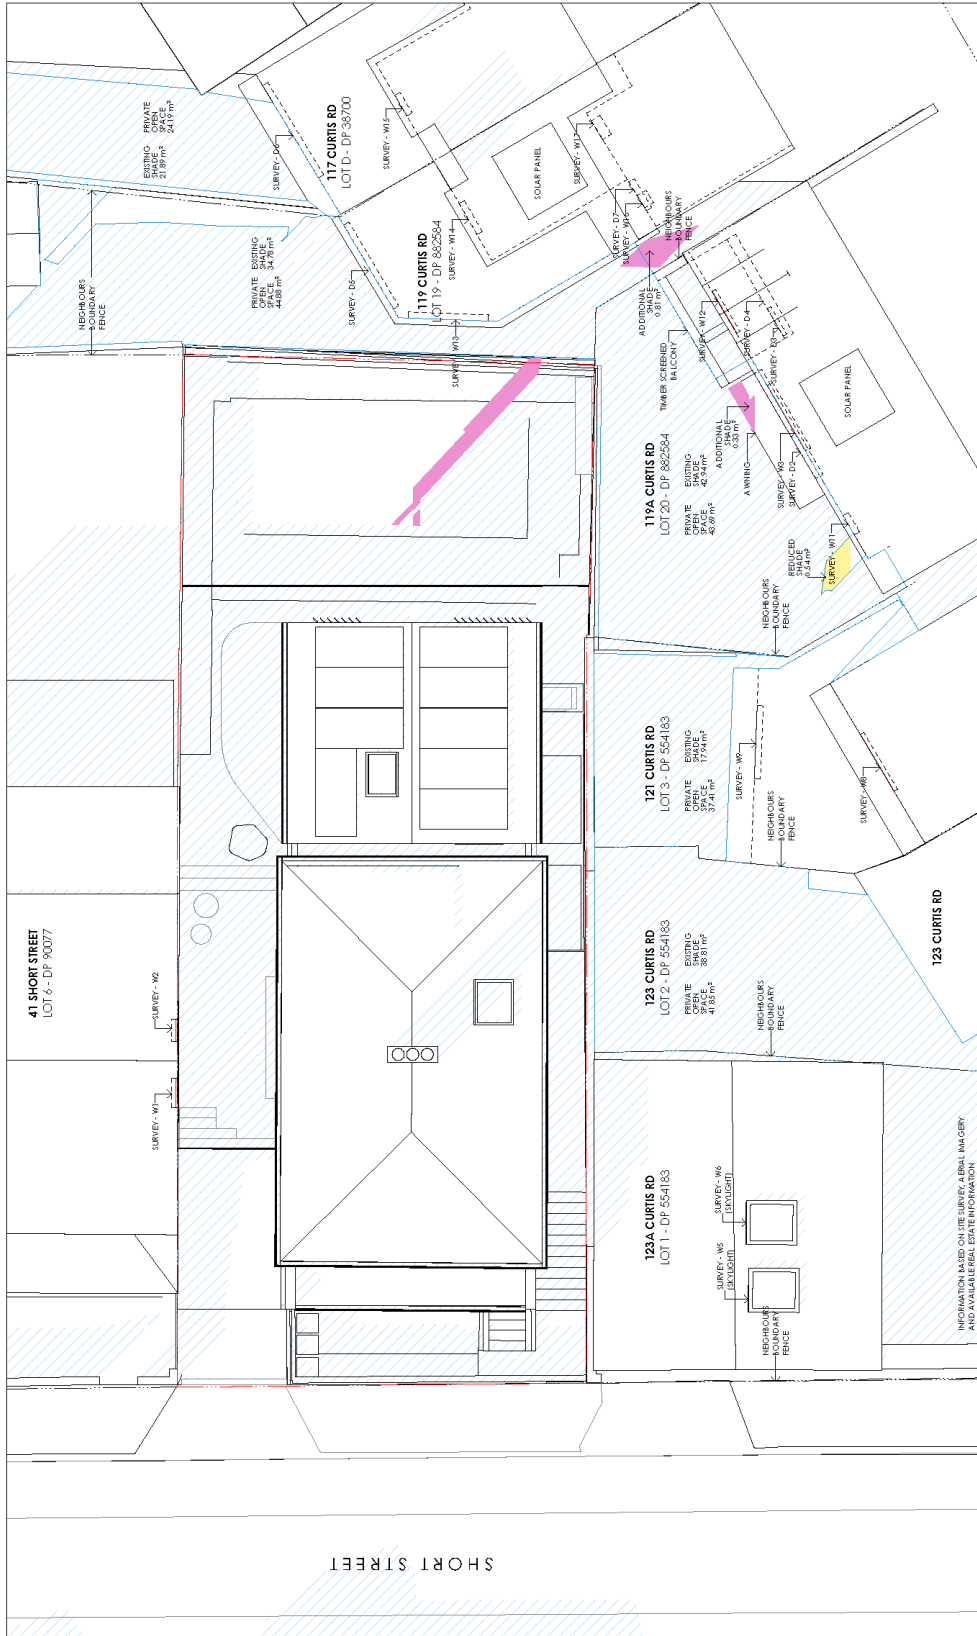 PRIVATE
OPEN
SPACE
24.19 m²
EXISTING
SHADE
21.89 m²
SURVEY - D6
117 CURTIS RD
LOT D - DP 38700
SURVEY - W15
SOLAR PANEL
SURVEY - W17
NEIGHBOURS
BOUNDARY
FENCE
PRIVATE
OPEN
SPACE
44.88 m²
EXISTING
SHADE
34.78 m²
SURVEY - D5
119 CURTIS RD
LOT 19 - DP 882584
SURVEY - W14
SURVEY - W13
SURVEY - D7
SURVEY - W16
NEIGHBOURS
BOUNDARY
FENCE
ADDITIONAL
SHADE
0.81 m²
TIMBER SCREENED
BALCONY
SURVEY - W12
SURVEY - D4
SURVEY - D3
SOLAR PANEL
ADDITIONAL
SHADE
0.33 m²
AWNING
SURVEY - W3
SURVEY - D2
119A CURTIS RD
LOT 20 - DP 882584
PRIVATE
OPEN
SPACE
43.69 m²
EXISTING
SHADE
42.94 m²
REDUCED
SHADE
0.54 m²
SURVEY - W11
NEIGHBOURS
BOUNDARY
FENCE
121 CURTIS RD
LOT 3 - DP 554183
PRIVATE
OPEN
SPACE
37.41 m²
EXISTING
SHADE
17.94 m²
SURVEY - W9
SURVEY - W8
NEIGHBOURS
BOUNDARY
FENCE
41 SHORT STREET
LOT 6 - DP 90077
SURVEY - W2
SURVEY - W1
123 CURTIS RD
LOT 2 - DP 554183
PRIVATE
OPEN
SPACE
41.85 m²
EXISTING
SHADE
38.81 m²
NEIGHBOURS
BOUNDARY
FENCE
123 CURTIS RD
123A CURTIS RD
LOT 1 - DP 554183
SURVEY - W6
(SKYLIGHT)
SURVEY - W5
(SKYLIGHT)
NEIGHBOURS
BOUNDARY
FENCE
INFORMATION BASED ON SITE SURVEY, AERIAL IMAGERY
AND AVAILABLE REAL ESTATE INFORMATION
SHORT STREET